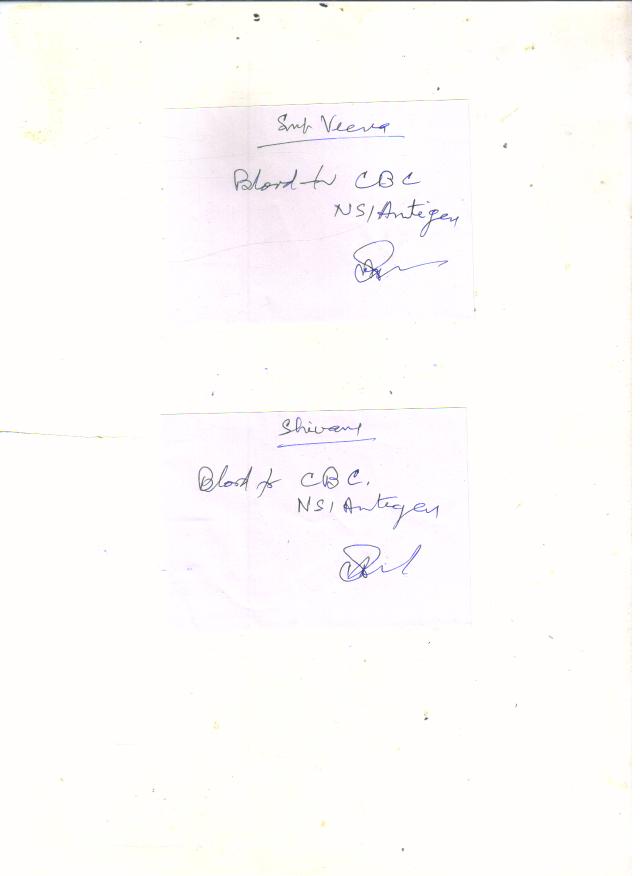 Smt Veena
Blood for CBC
NS1 Antigen
Shivani
Blood for CBC.
NS1 Antigen